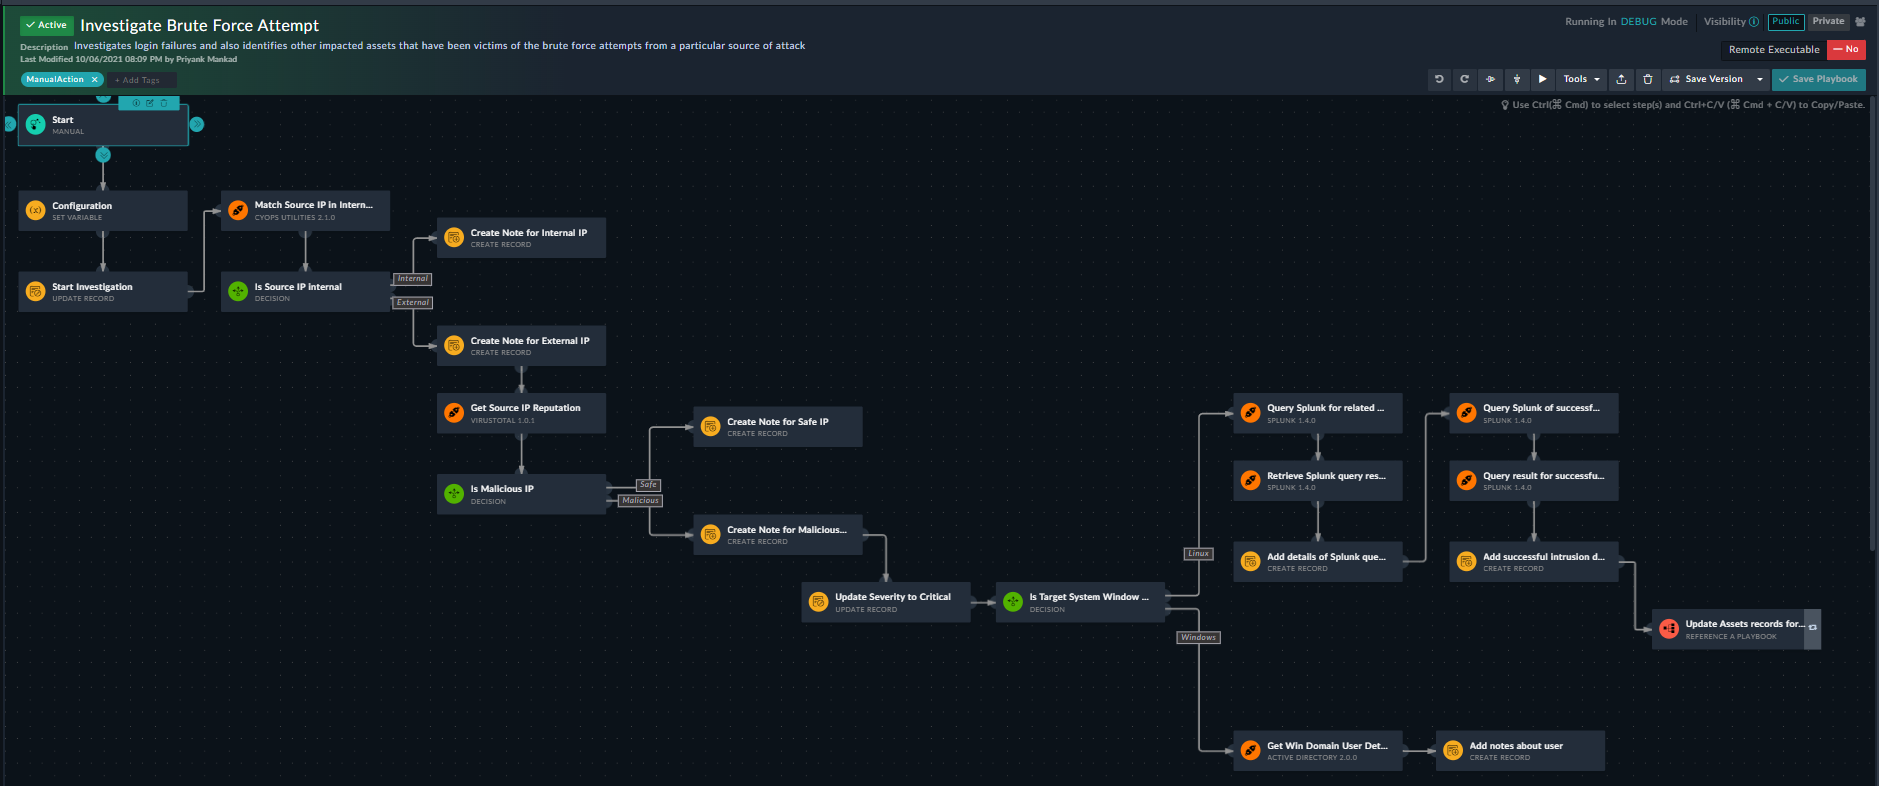 Active
Investigate Brute Force Attempt
Running In DEBUG Mode
Visibility
Public
Private
Description Investigates login failures and also identifies other impacted assets that have been victims of the brute force attempts from a particular source of attack
Remote Executable
No
Last Modified 10/06/2021 08:09 PM by Priyank Mankad
ManualAction ×
+ Add Tags
Tools
Save Version
Save Playbook
Use Ctrl(⌘ Cmd) to select step(s) and Ctrl+C/V (⌘ Cmd + C/V) to Copy/Paste.
Start
MANUAL
Configuration
SET VARIABLE
Start Investigation
UPDATE RECORD
Match Source IP in Intern...
CYOPS UTILITIES 2.1.0
Is Source IP Internal
DECISION
Internal
External
Create Note for Internal IP
CREATE RECORD
Create Note for External IP
CREATE RECORD
Get Source IP Reputation
VIRUSTOTAL 1.0.1
Is Malicious IP
DECISION
Safe
Malicious
Create Note for Safe IP
CREATE RECORD
Create Note for Malicious...
CREATE RECORD
Update Severity to Critical
UPDATE RECORD
Is Target System Window ...
DECISION
Linux
Windows
Query Splunk for related ...
SPLUNK 1.4.0
Retrieve Splunk query res...
SPLUNK 1.4.0
Add details of Splunk que...
CREATE RECORD
Query Splunk of successf...
SPLUNK 1.4.0
Query result for successfu...
SPLUNK 1.4.0
Add successful intrusion d...
CREATE RECORD
Update Assets records for...
REFERENCE A PLAYBOOK
Get Win Domain User Det...
ACTIVE DIRECTORY 2.0.0
Add notes about user
CREATE RECORD